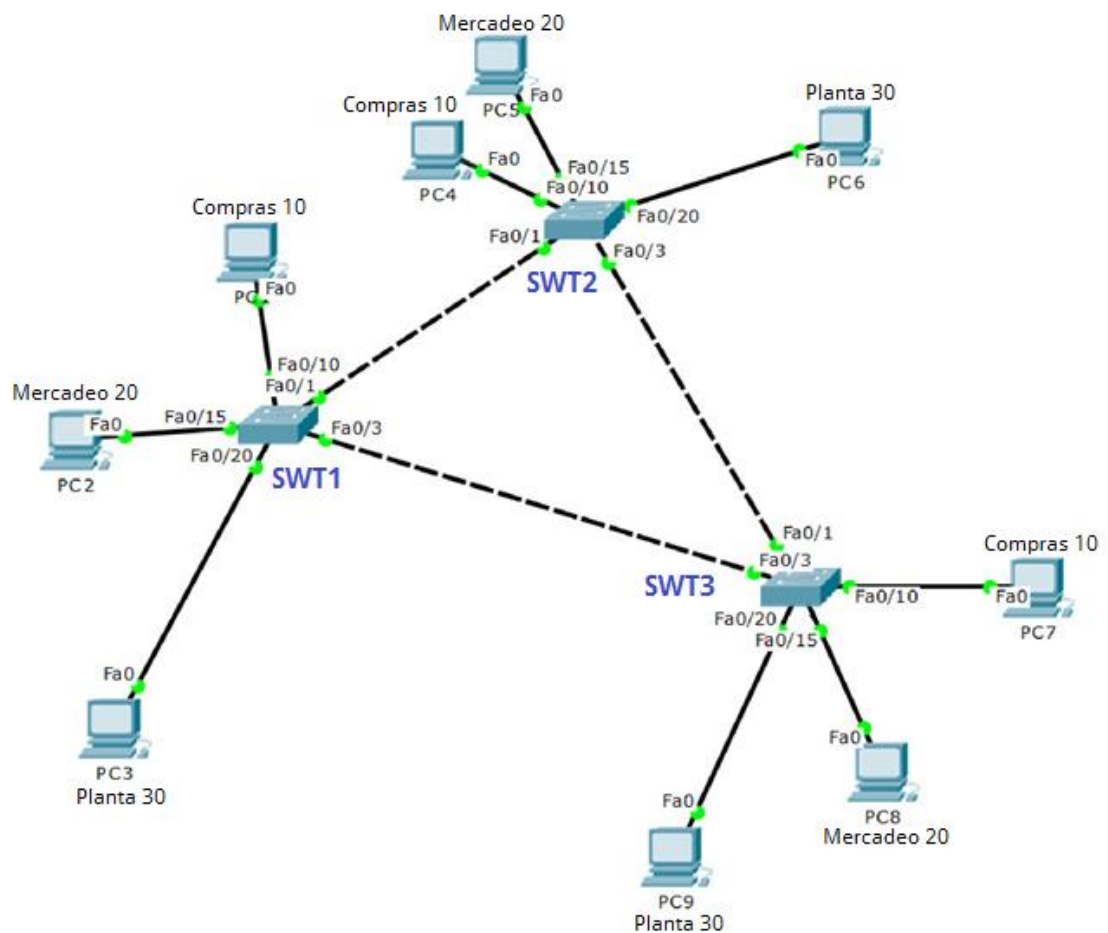 Mercadeo 20
Fa0
PC5
Compras 10
Fa0
PC4
Planta 30
Fa0
PC6
Fa0/15
Fa0/10
Fa0/20
Fa0/1
Fa0/3
SWT2
Compras 10
Fa0
Fa0/10
Fa0/1
Mercadeo 20
Fa0
PC2
Fa0/15
Fa0/3
Fa0/20
SWT1
Fa0/1
Fa0/3
SWT3
Fa0/10
Fa0/20
Fa0/15
Compras 10
Fa0
PC7
Fa0
PC3
Planta 30
Fa0
PC8
Mercadeo 20
Fa0
PC9
Planta 30